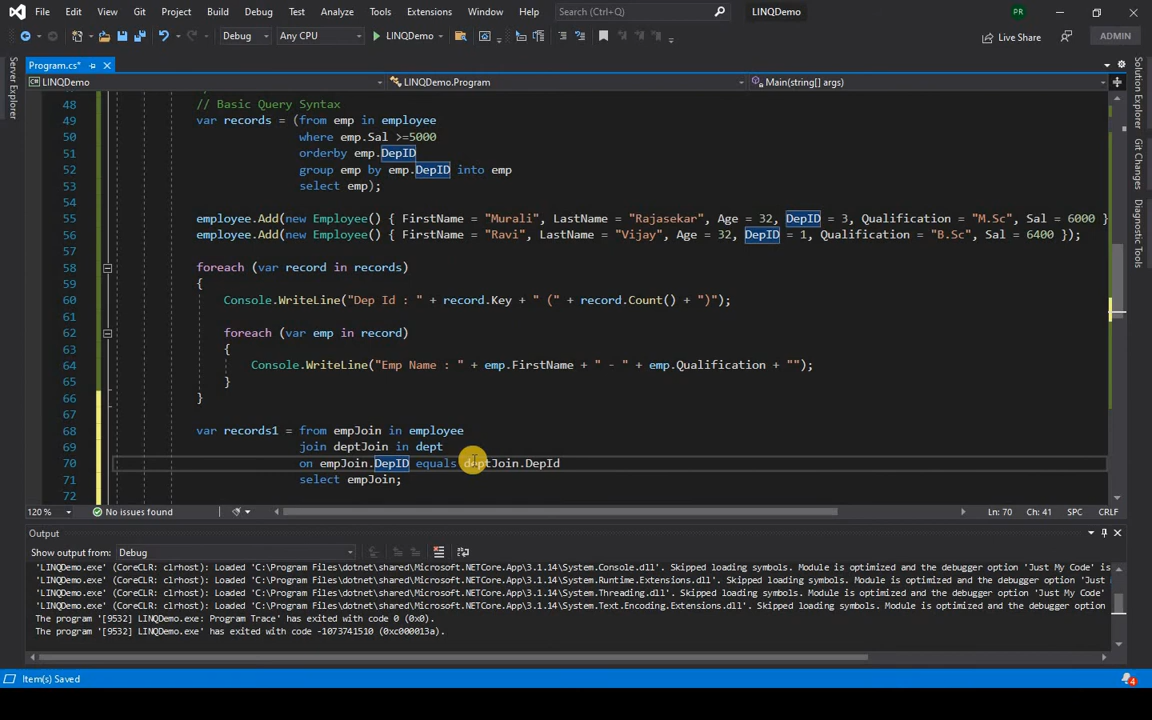 File Edit View Git Project Build Debug Test Analyze Tools Extensions Window Help Search (Ctrl+Q) LINQDemo PR
Debug Any CPU LINQDemo Live Share ADMIN
Program.cs*
LINQDemo LINQDemo.Program Main(string[] args)
Server Explorer
Solution Explorer
Git Changes
Diagnostic Tools
48 // Basic Query Syntax
49 var records = (from emp in employee
50 where emp.Sal >=5000
51 orderby emp.DepID
52 group emp by emp.DepID into emp
53 select emp);
54
55 employee.Add(new Employee() { FirstName = "Murali", LastName = "Rajasekar", Age = 32, DepID = 3, Qualification = "M.Sc", Sal = 6000 }
56 employee.Add(new Employee() { FirstName = "Ravi", LastName = "Vijay", Age = 32, DepID = 1, Qualification = "B.Sc", Sal = 6400 });
57
58 foreach (var record in records)
59 {
60 Console.WriteLine("Dep Id : " + record.Key + " (" + record.Count() + ")");
61
62 foreach (var emp in record)
63 {
64 Console.WriteLine("Emp Name : " + emp.FirstName + " - " + emp.Qualification + "");
65 }
66 }
67
68 var records1 = from empJoin in employee
69 join deptJoin in dept
70 on empJoin.DepID equals deptJoin.DepId
71 select empJoin;
72
120 % No issues found Ln: 70 Ch: 41 SPC CRLF
Output
Show output from: Debug
'LINQDemo.exe' (CoreCLR: clrhost): Loaded 'C:\Program Files\dotnet\shared\Microsoft.NETCore.App\3.1.14\System.Console.dll'. Skipped loading symbols. Module is optimized and the debugger option 'Just My Code' is
'LINQDemo.exe' (CoreCLR: clrhost): Loaded 'C:\Program Files\dotnet\shared\Microsoft.NETCore.App\3.1.14\System.Runtime.Extensions.dll'. Skipped loading symbols. Module is optimized and the debugger option 'Just M
'LINQDemo.exe' (CoreCLR: clrhost): Loaded 'C:\Program Files\dotnet\shared\Microsoft.NETCore.App\3.1.14\System.Threading.dll'. Skipped loading symbols. Module is optimized and the debugger option 'Just My Code'
'LINQDemo.exe' (CoreCLR: clrhost): Loaded 'C:\Program Files\dotnet\shared\Microsoft.NETCore.App\3.1.14\System.Text.Encoding.Extensions.dll'. Skipped loading symbols. Module is optimized and the debugger option
The program '[9532] LINQDemo.exe: Program Trace' has exited with code 0 (0x0).
The program '[9532] LINQDemo.exe' has exited with code -1073741510 (0xc000013a).
Item(s) Saved 4